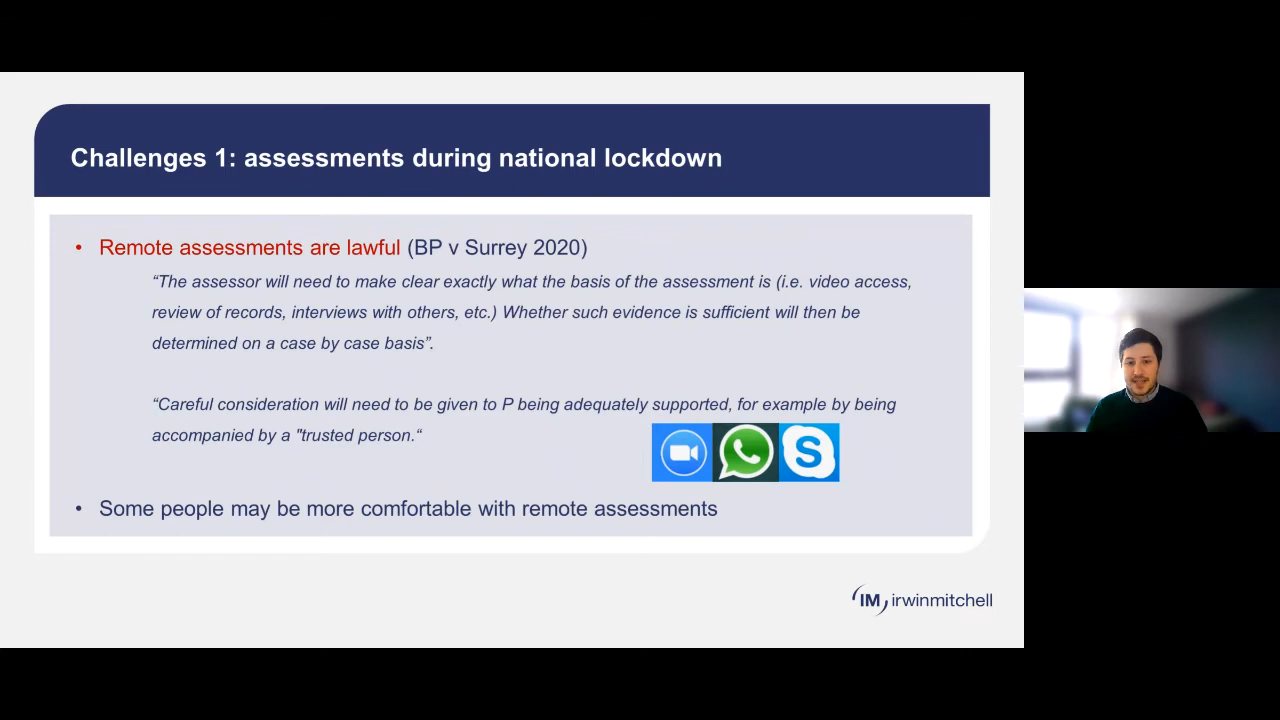 Challenges 1: assessments during national lockdown
• Remote assessments are lawful (BP v Surrey 2020)
“The assessor will need to make clear exactly what the basis of the assessment is (i.e. video access,
review of records, interviews with others, etc.) Whether such evidence is sufficient will then be
determined on a case by case basis”.
“Careful consideration will need to be given to P being adequately supported, for example by being
accompanied by a "trusted person.“
S
• Some people may be more comfortable with remote assessments
IM irwinmitchell